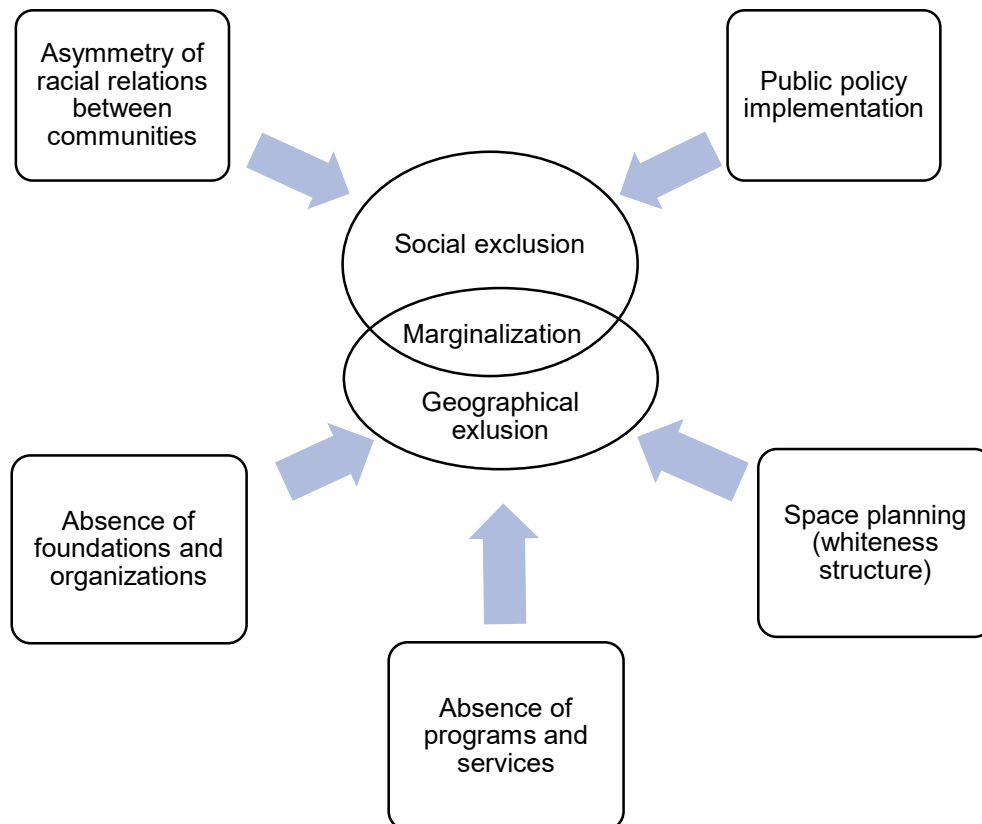 Asymmetry of
racial relations
between
communities
Public policy
implementation
Social exclusion
Marginalization
Geographical
exlusion
Absence of
foundations and
organizations
Space planning
(whiteness
structure)
Absence of
programs and
services